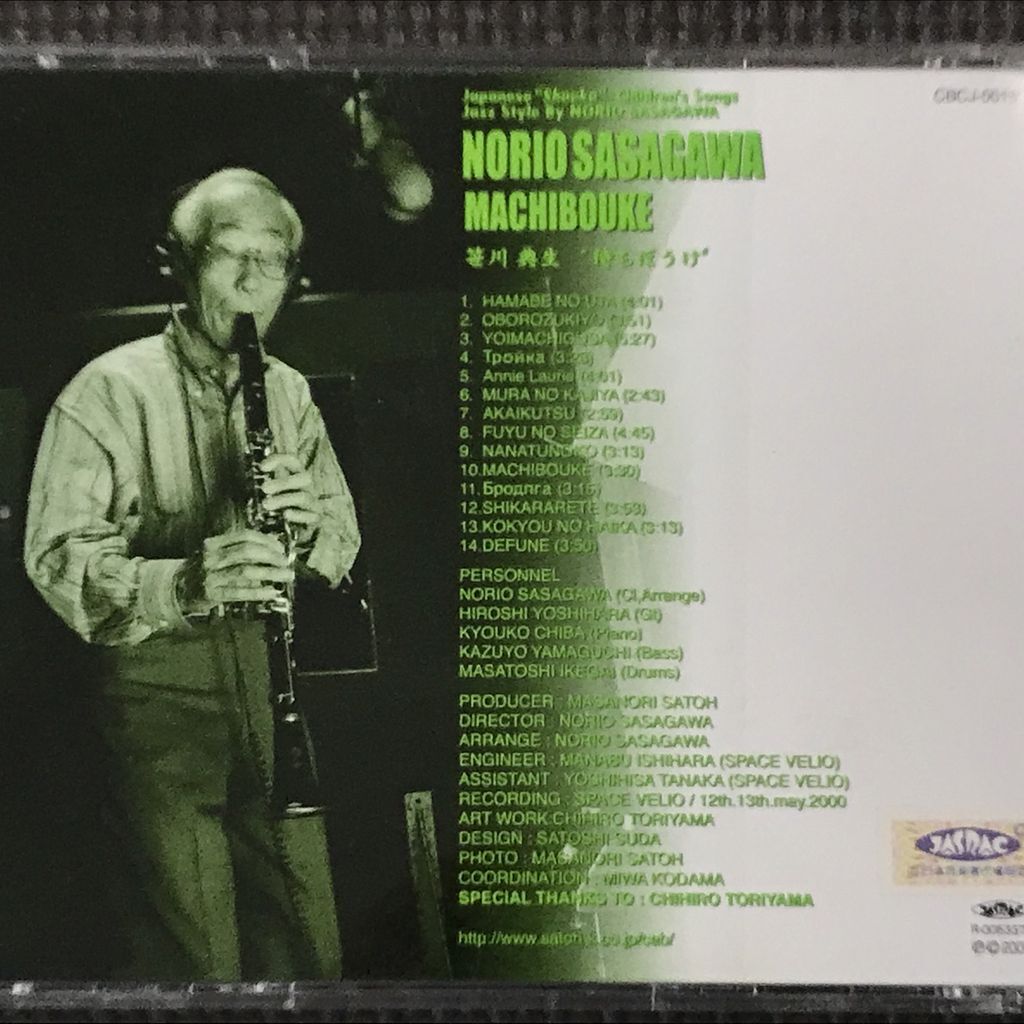 Japanese "Shouka" Children's Songs
Jazz Style By NORIO SASAGAWA
NORIO SASAGAWA
MACHIBOUKE
笹川 典生 "待ちぼうけ"
1. HAMABE NO UTA (4:01)
2. OBOROZUKIYO
3. YOIMACHIGUSA
4. Тройка
5. Annie Laurie (4:01)
6. MURA NO KAJIYA (2:43)
7. AKAIKUTSU (2:59)
8. FUYU NO SEIZA (4:45)
9. NANATUNOKO (3:13)
10. MACHIBOUKE (3:30)
11. Бродяга (3:15)
12. SHIKARARETE (3:53)
13. KOKYOU NO HAIKA (3:13)
14. DEFUNE (3:50)
PERSONNEL
NORIO SASAGAWA (Cl,Arrange)
HIROSHI YOSHIHARA (Gt)
KYOUKO CHIBA (Piano)
KAZUYO YAMAGUCHI (Bass)
MASATOSHI IKEGAI (Drums)
PRODUCER : MASANORI SATOH
DIRECTOR : NORIO SASAGAWA
ARRANGE : NORIO SASAGAWA
ENGINEER : MANABU ISHIHARA (SPACE VELIO)
ASSISTANT : YOSHIHISA TANAKA (SPACE VELIO)
RECORDING : SPACE VELIO / 12th.13th.may.2000
ART WORK:CHIHIRO TORIYAMA
DESIGN : SATOSHI SUDA
PHOTO : MASANORI SATOH
COORDINATION : MIWA KODAMA
SPECIAL THANKS TO : CHIHIRO TORIYAMA
JASRAC
JASRAC